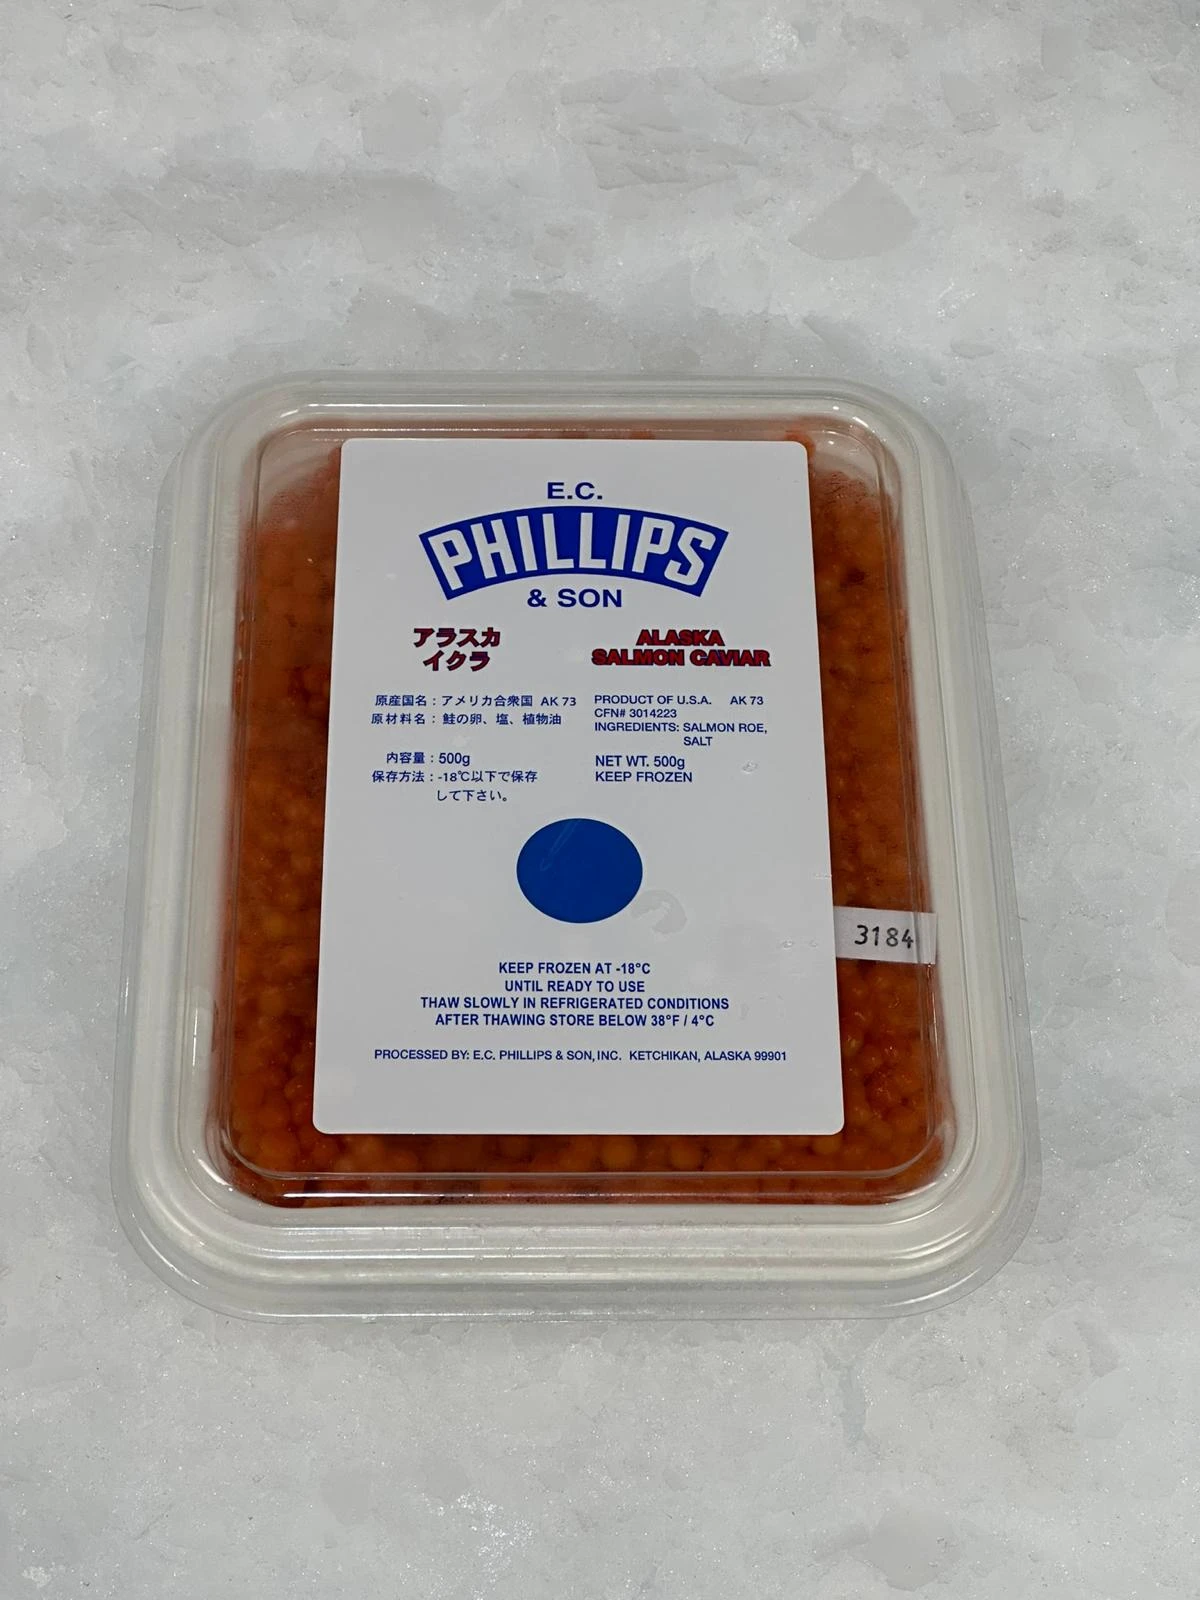 E.C.
PHILLIPS
& SON
アラスカ
イクラ
ALASKA
SALMON CAVIAR
原産国名：アメリカ合衆国 AK 73
原材料名：鮭の卵、塩、植物油
内容量：500g
保存方法：-18℃以下で保存
して下さい。
PRODUCT OF U.S.A. AK 73
CFN# 3014223
INGREDIENTS: SALMON ROE,
SALT
NET WT. 500g
KEEP FROZEN
3184
KEEP FROZEN AT -18°C
UNTIL READY TO USE
THAW SLOWLY IN REFRIGERATED CONDITIONS
AFTER THAWING STORE BELOW 38°F / 4°C
PROCESSED BY: E.C. PHILLIPS & SON, INC. KETCHIKAN, ALASKA 99901